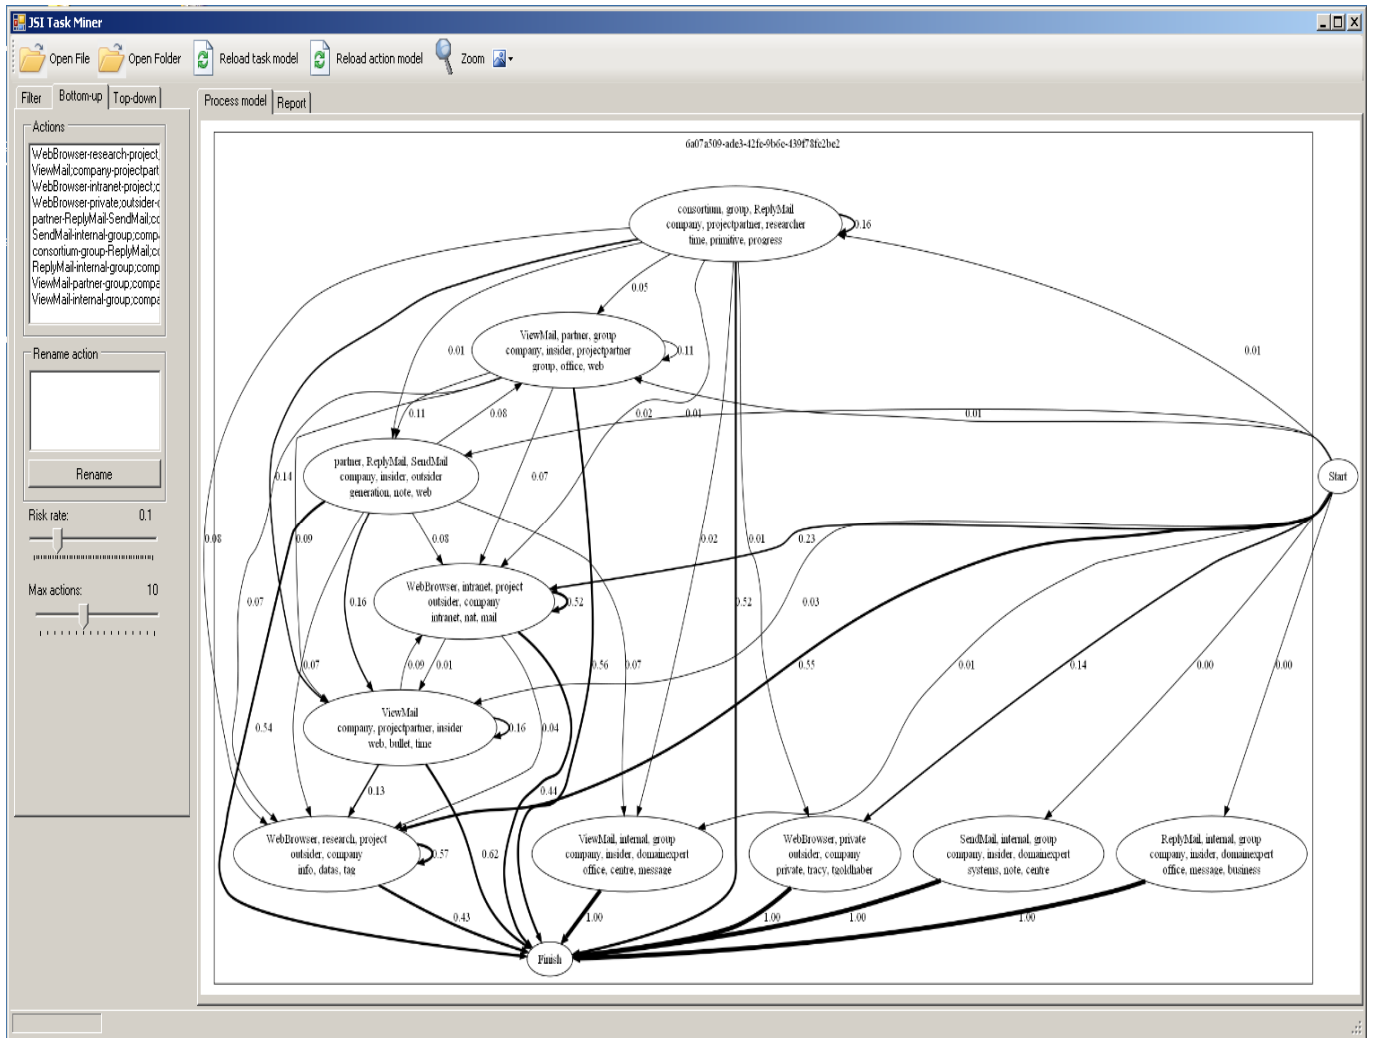 JSI Task Miner
Open File Open Folder Reload task model Reload action model Zoom
Filter Bottom-up Top-down
Process model Report
Actions
WebBrowser-research-project,
ViewMail;company-projectpart
WebBrowser-intranet-project;c
WebBrowser-private;outsider-c
partner-ReplyMail-SendMail;cc
SendMail-internal-group;comp
consortium-group-ReplyMail;cc
ReplyMail-internal-group;comp
ViewMail-partner-group;compa
ViewMail-internal-group;compa
Rename action
Rename
Risk rate: 0.1
Max actions: 10
6a07a509-ade3-42fe-9b6e-439f78fc2be2
consortium, group, ReplyMail
company, projectpartner, researcher
time, primitive, progress
0.16
0.05
ViewMail, partner, group
company, insider, projectpartner
group, office, web
0.01
0.11
0.01
0.11
0.08
0.02
0.01
0.01
partner, ReplyMail, SendMail
company, insider, outsider
generation, note, web
Start
0.14
0.07
0.08
0.09
0.08
0.02
0.01
0.23
WebBrowser, intranet, project
outsider, company
intranet, nat, mail
0.07
0.16
0.52
0.52
0.03
0.07
0.09
0.01
0.56
0.07
0.55
0.01
0.14
0.00
0.00
ViewMail
company, projectpartner, insider
web, bullet, time
0.54
0.16
0.04
0.13
0.44
WebBrowser, research, project
outsider, company
info, datas, tag
0.57
0.62
ViewMail, internal, group
company, insider, domainexpert
office, centre, message
WebBrowser, private
outsider, company
private, tracy, tgoldhaber
SendMail, internal, group
company, insider, domainexpert
systems, note, centre
ReplyMail, internal, group
company, insider, domainexpert
office, message, business
0.43
1.00
1.00
1.00
1.00
Finish